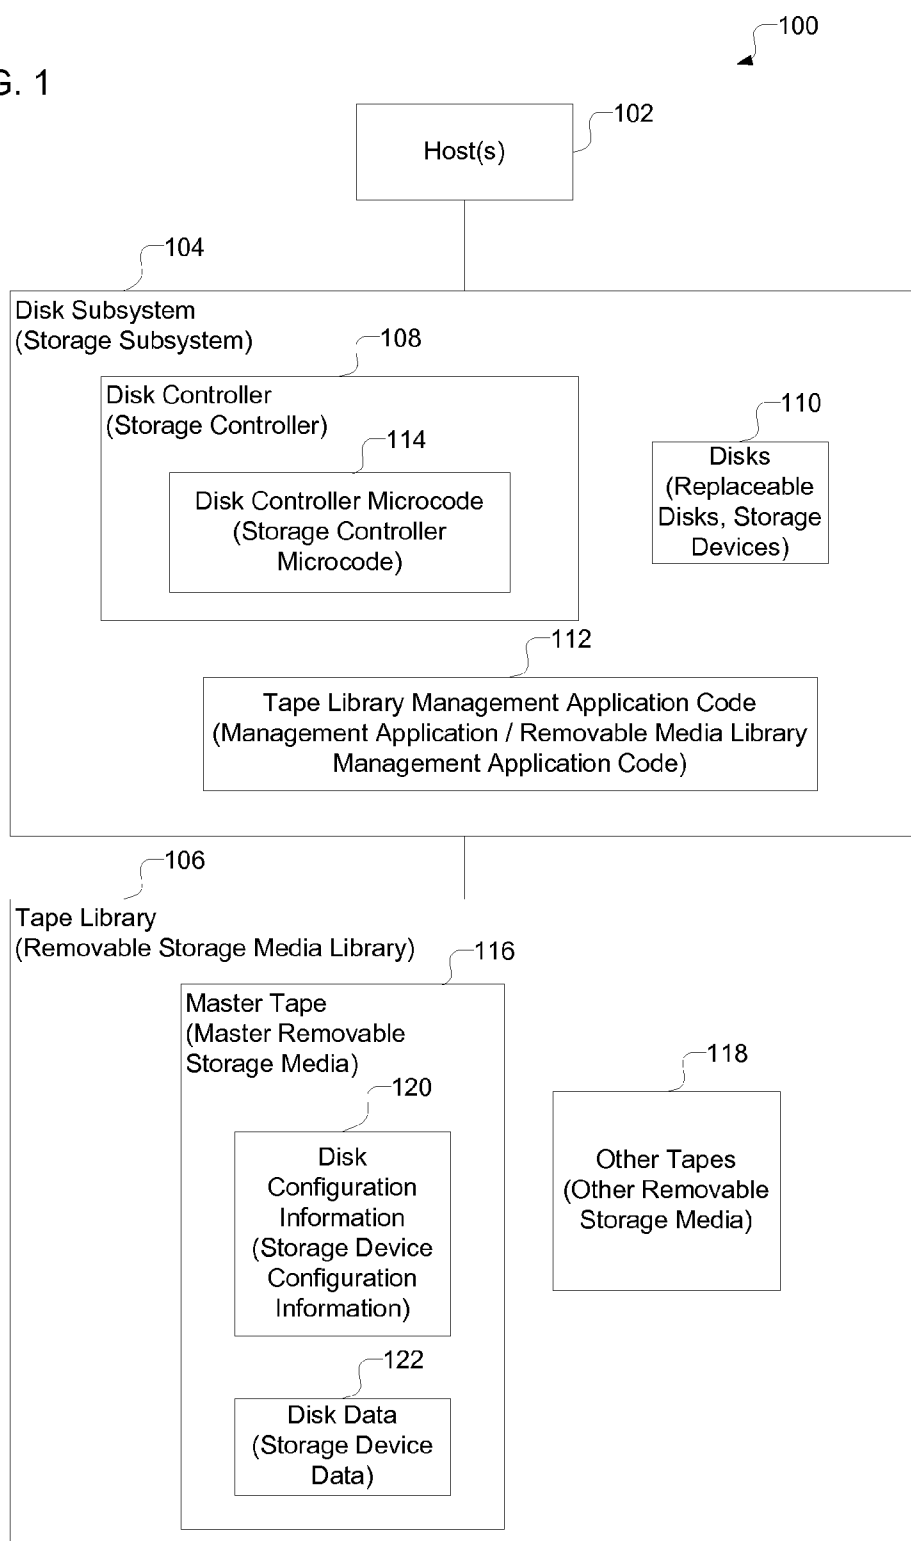 100
G. 1
102
Host(s)
104
Disk Subsystem
(Storage Subsystem)
108
Disk Controller
(Storage Controller)
110
114
Disks
(Replaceable
Disks, Storage
Devices)
Disk Controller Microcode
(Storage Controller
Microcode)
112
Tape Library Management Application Code
(Management Application / Removable Media Library
Management Application Code)
106
Tape Library
(Removable Storage Media Library)
116
Master Tape
(Master Removable
Storage Media)
118
120
Disk
Configuration
Information
(Storage Device
Configuration
Information)
Other Tapes
(Other Removable
Storage Media)
122
Disk Data
(Storage Device
Data)